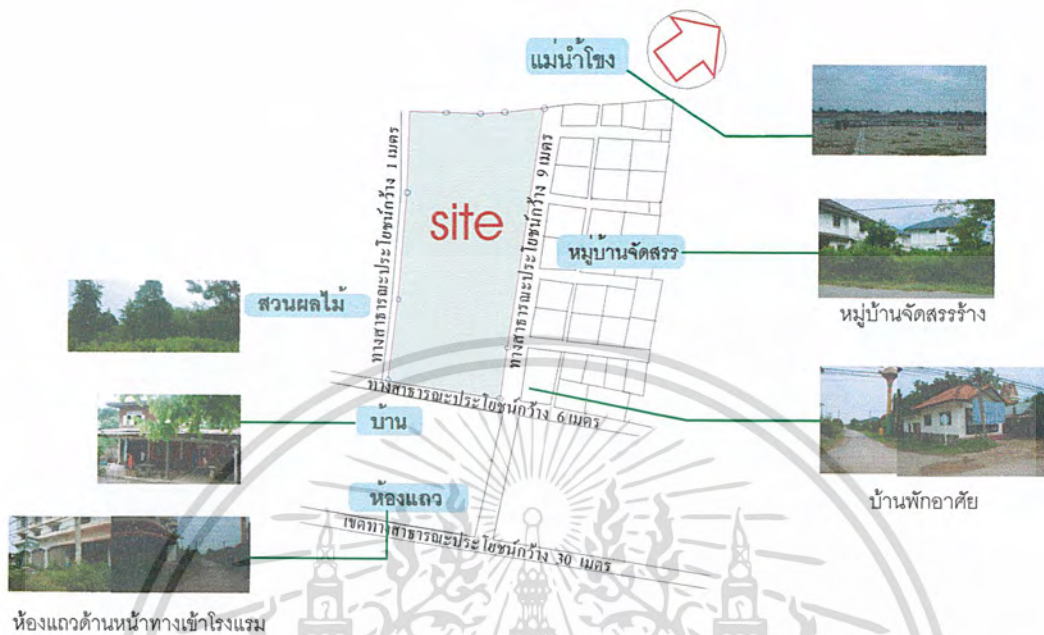 แม่น้ำโขง
ทางสาธารณะประโยชน์กว้าง 1 เมตร
ทางสาธารณะประโยชน์กว้าง 9 เมตร
site
หมู่บ้านจัดสรร
หมู่บ้านจัดสรรร้าง
สวนผลไม้
ทางสาธารณะประโยชน์กว้าง 6 เมตร
บ้าน
บ้านพักอาศัย
ห้องแถว
เขตทางสาธารณะประโยชน์กว้าง 30 เมตร
ห้องแถวด้านหน้าทางเข้าโรงแรม